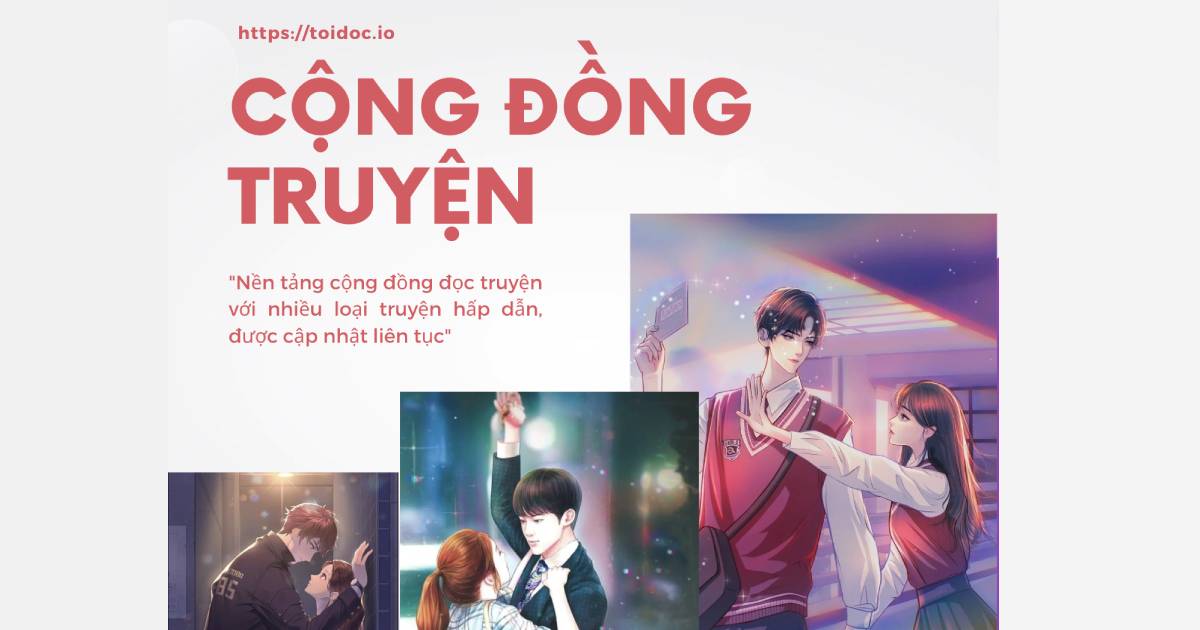 https://toidoc.io
CỘNG ĐỒNG
TRUYỆN
"Nền tảng cộng đồng đọc truyện
với nhiều loại truyện hấp dẫn,
được cập nhật liên tục"
85